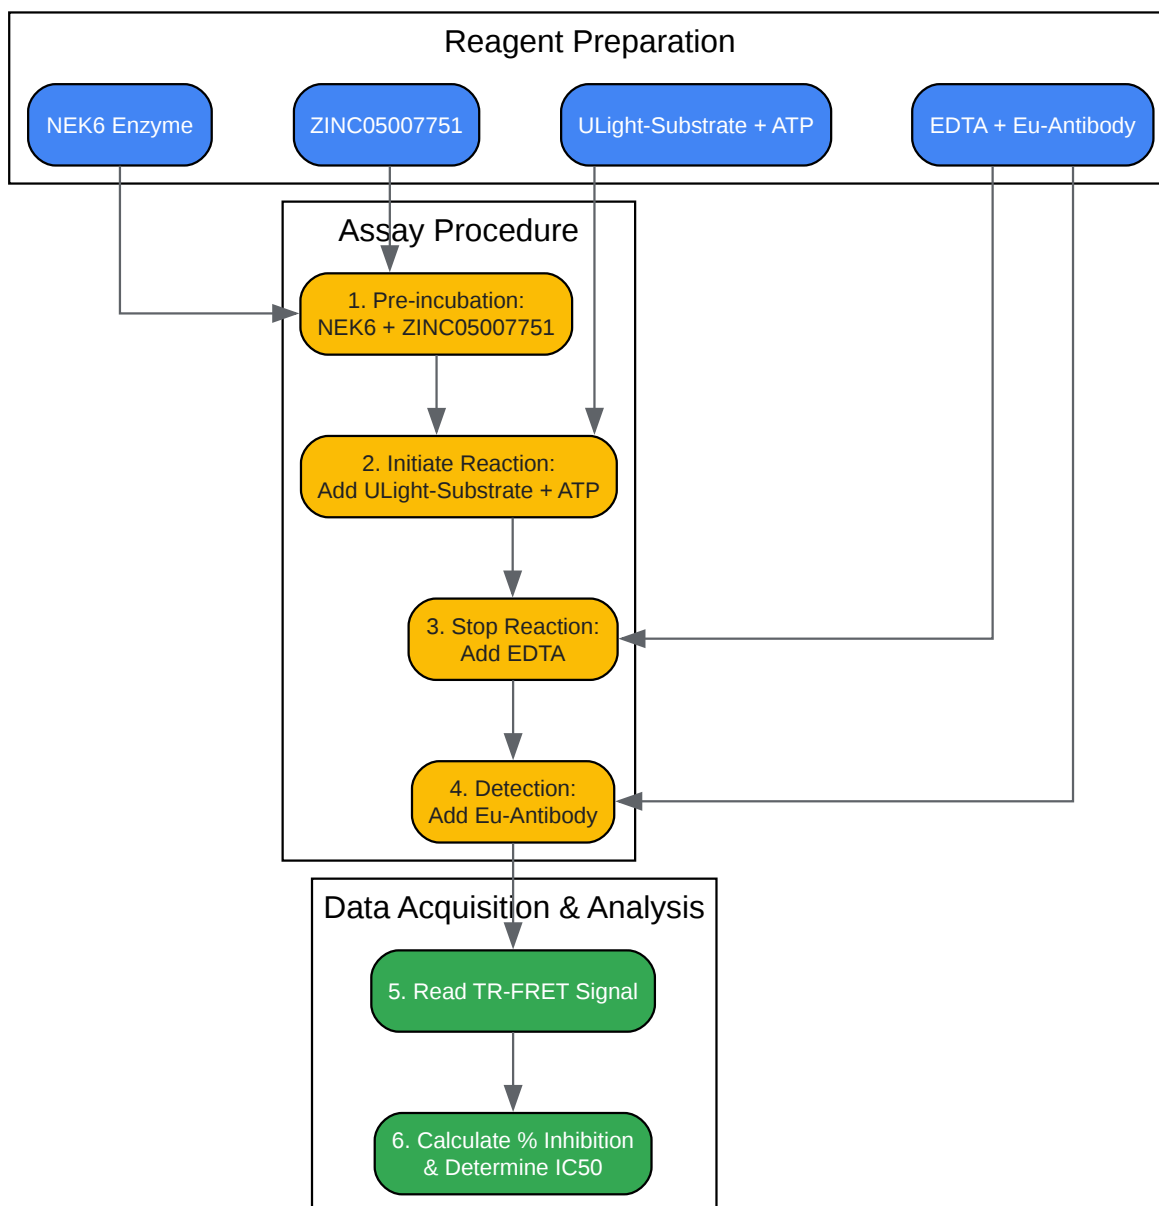 Reagent Preparation
NEK6 Enzyme
ZINC05007751
ULight-Substrate + ATP
EDTA + Eu-Antibody
Assay Procedure
1. Pre-incubation:
NEK6 + ZINC05007751
2. Initiate Reaction:
Add ULight-Substrate + ATP
3. Stop Reaction:
Add EDTA
4. Detection:
Add Eu-Antibody
Data Acquisition & Analysis
5. Read TR-FRET Signal
6. Calculate % Inhibition
& Determine IC50